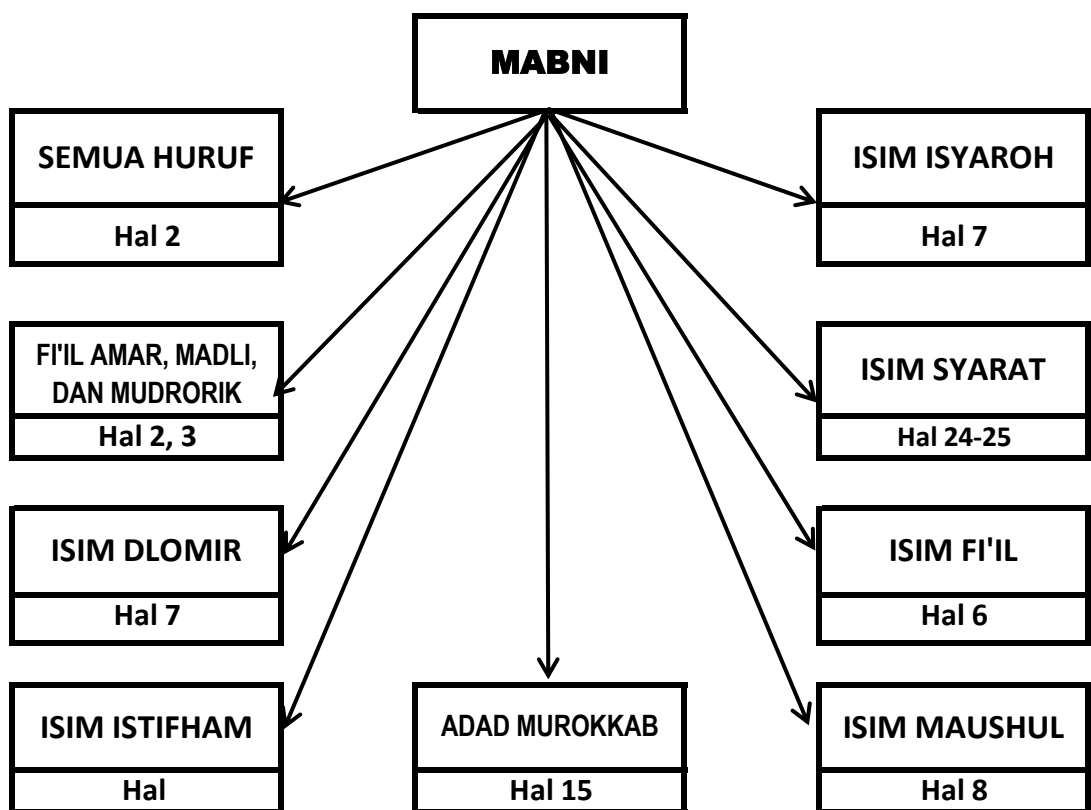 MABNI
SEMUA HURUF
Hal 2
ISIM ISYAROH
Hal 7
FI'IL AMAR, MADLI,
DAN MUDRORIK
Hal 2, 3
ISIM SYARAT
Hal 24-25
ISIM DLOMIR
Hal 7
ISIM FI'IL
Hal 6
ISIM ISTIFHAM
Hal
ADAD MUROKKAB
Hal 15
ISIM MAUSHUL
Hal 8